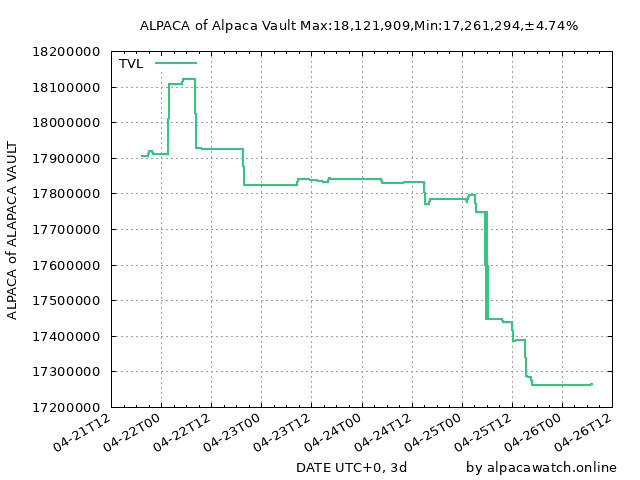 ALPACA of Alpaca Vault Max:18,121,909,Min:17,261,294,±4.74%
TVL
18200000
18100000
18000000
17900000
17800000
17700000
17600000
17500000
17400000
17300000
17200000
ALPACA of ALAPACA VAULT
04-21T12
04-22T00
04-22T12
04-23T00
04-23T12
04-24T00
04-24T12
04-25T00
04-25T12
04-26T00
04-26T12
DATE UTC+0, 3d
by alpacawatch.online